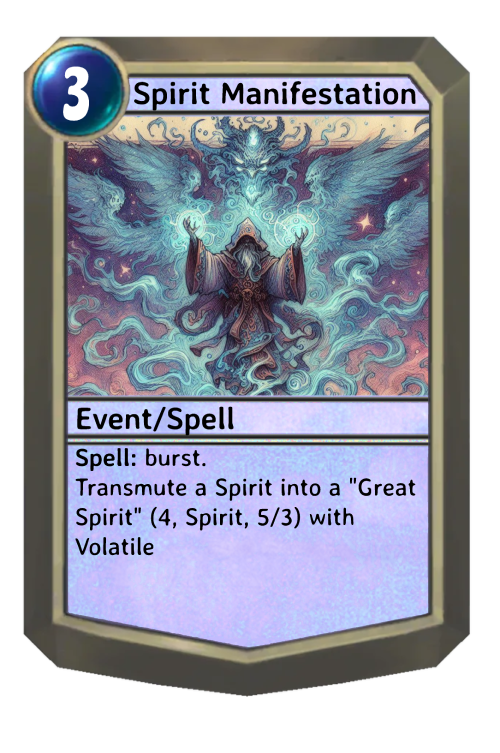 3
Spirit Manifestation
Event/Spell
Spell: burst.
Transmute a Spirit into a "Great
Spirit" (4, Spirit, 5/3) with
Volatile